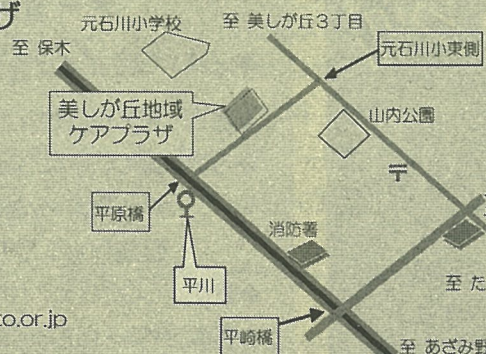 ザ
元石川小学校
至 美しが丘3丁目
至 保木
元石川小東側
美しが丘地域
ケアプラザ
山内公園
〒
平原橋
消防署
平川
至 た
to.or.jp
平崎橋
至 あざみ野